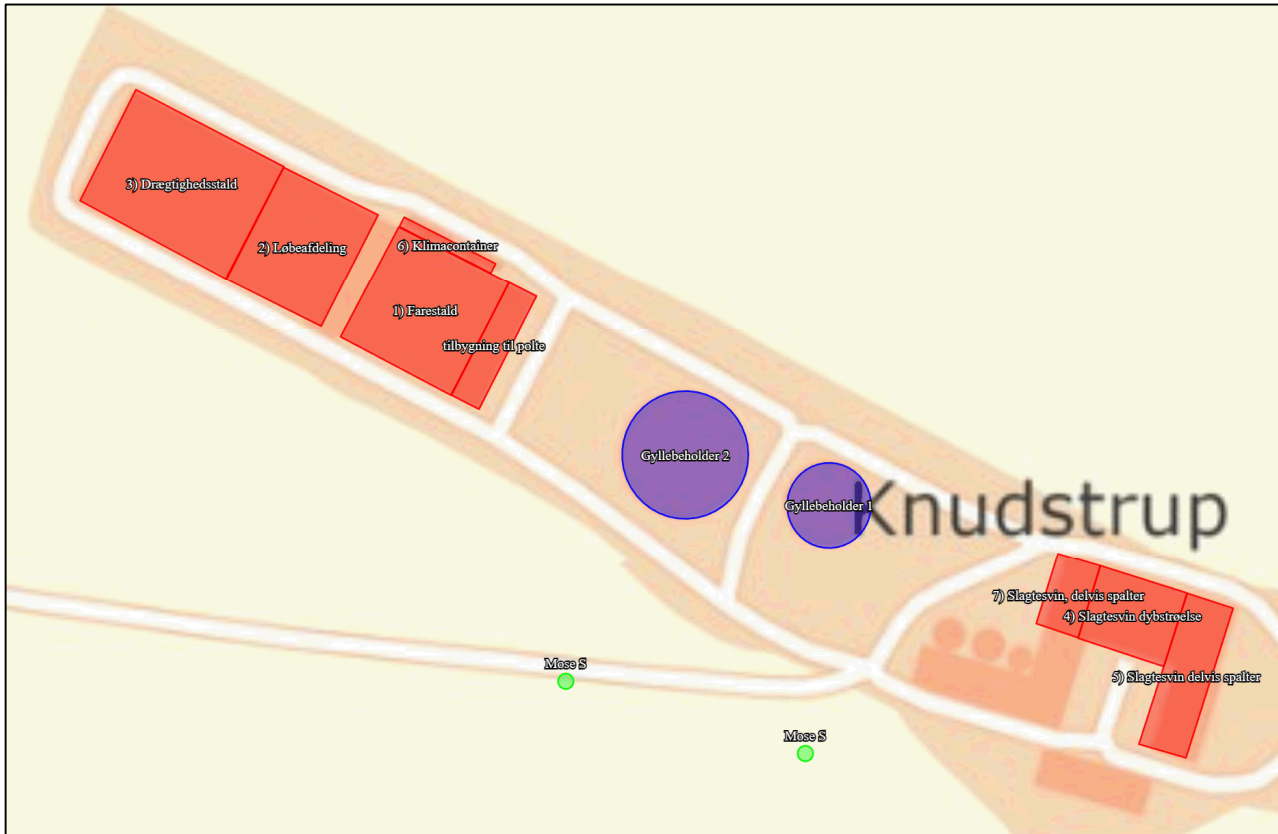 3) Drægtighedsstald
2) Løbeafdeling
6) Klimacontainer
1) Farestald
tilbygning til polte
Gyllebeholder 2
Gyllebeholder 1
Knudstrup
7) Slagtesvin, delvis spalter
4) Slagtesvin dybstrøelse
5) Slagtesvin delvis spalter
Mose S
Mose S